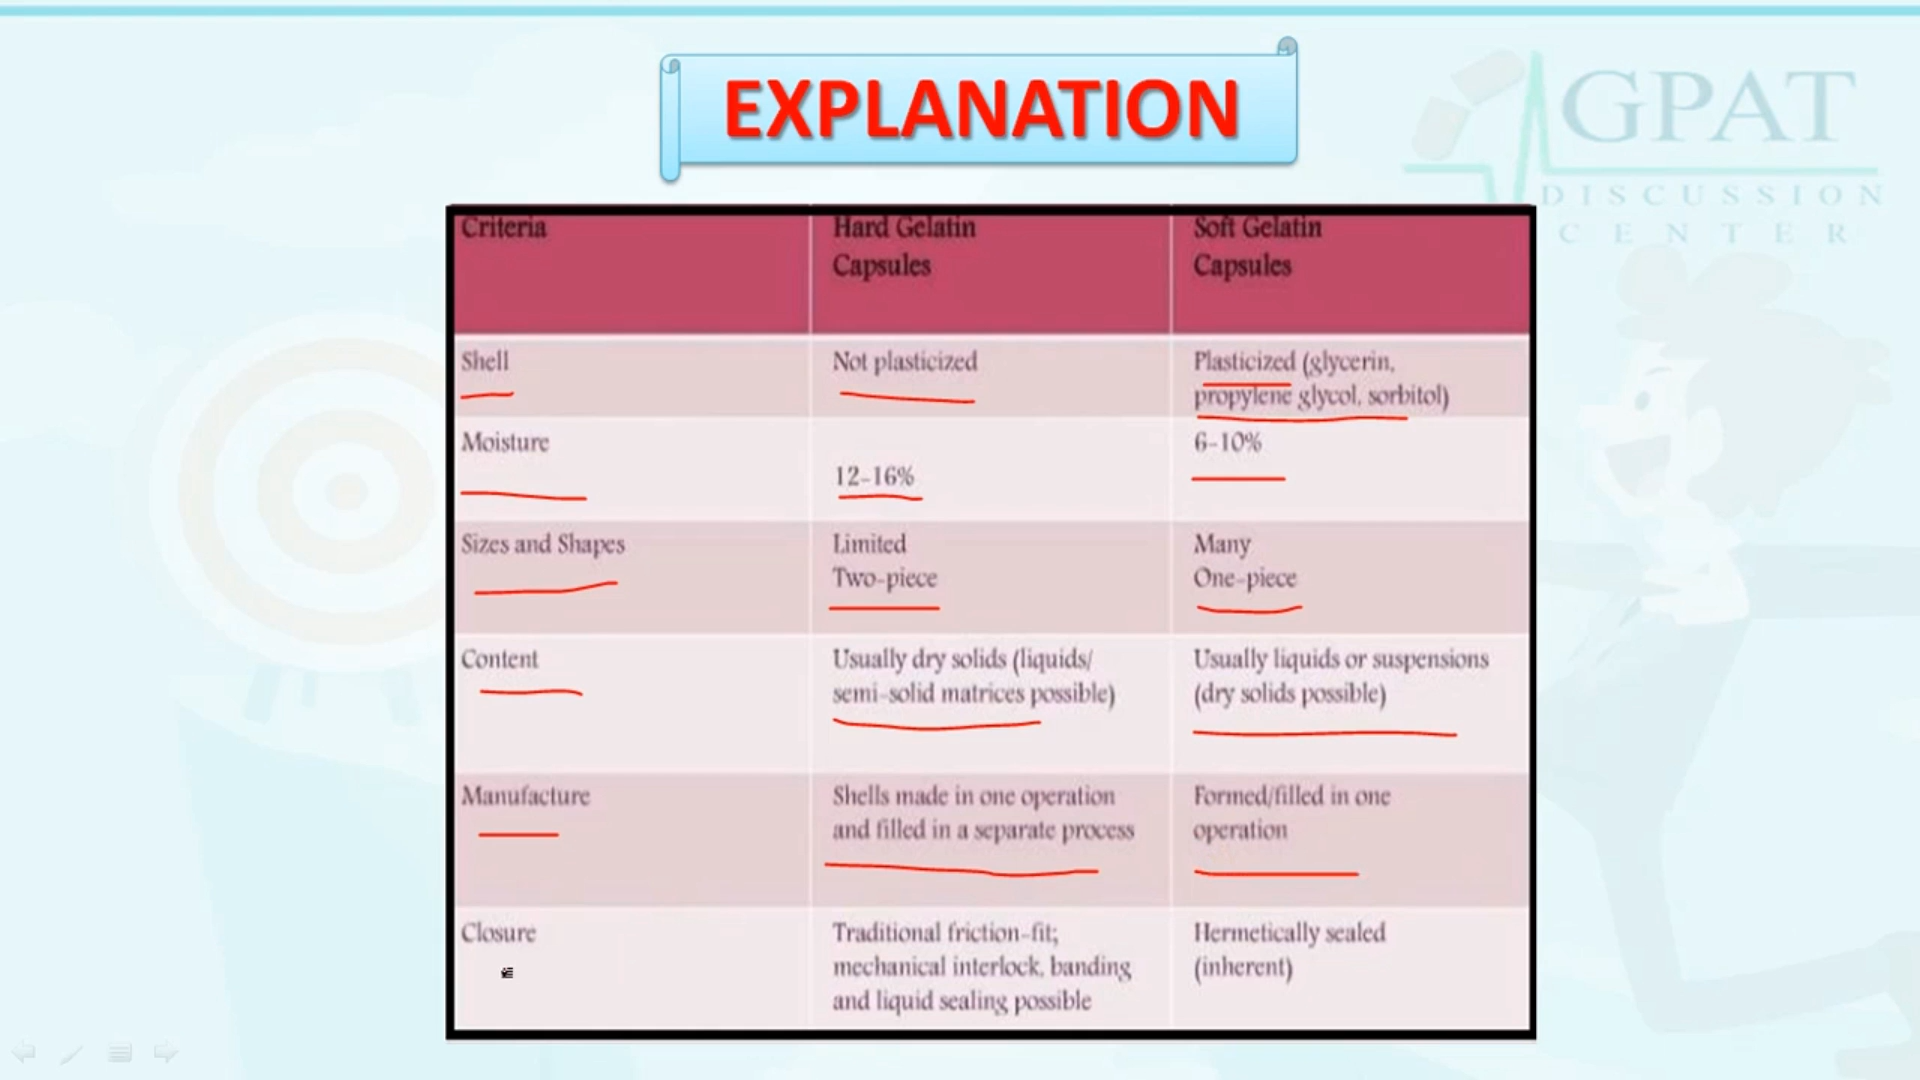 EXPLANATION
GPAT
DISCUSSION
CENTER
Criteria
Hard Gelatin
Capsules
Soft Gelatin
Capsules
Shell
Not plasticized
Plasticized (glycerin,
propylene glycol, sorbitol)
Moisture
12-16%
6-10%
Sizes and Shapes
Limited
Two-piece
Many
One-piece
Content
Usually dry solids (liquids/
semi-solid matrices possible)
Usually liquids or suspensions
(dry solids possible)
Manufacture
Shells made in one operation
and filled in a separate process
Formed/filled in one
operation
Closure
Traditional friction-fit;
mechanical interlock, banding
and liquid sealing possible
Hermetically sealed
(inherent)